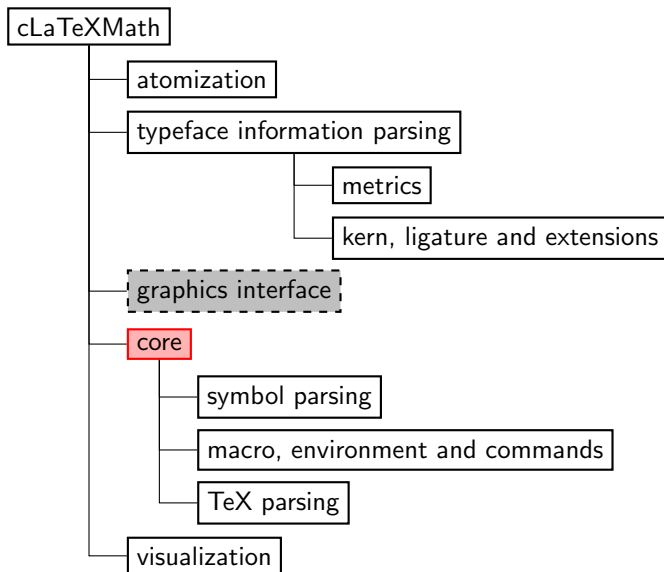 cLaTeXMath
atomization
typeface information parsing
metrics
kern, ligature and extensions
graphics interface
core
symbol parsing
macro, environment and commands
TeX parsing
visualization